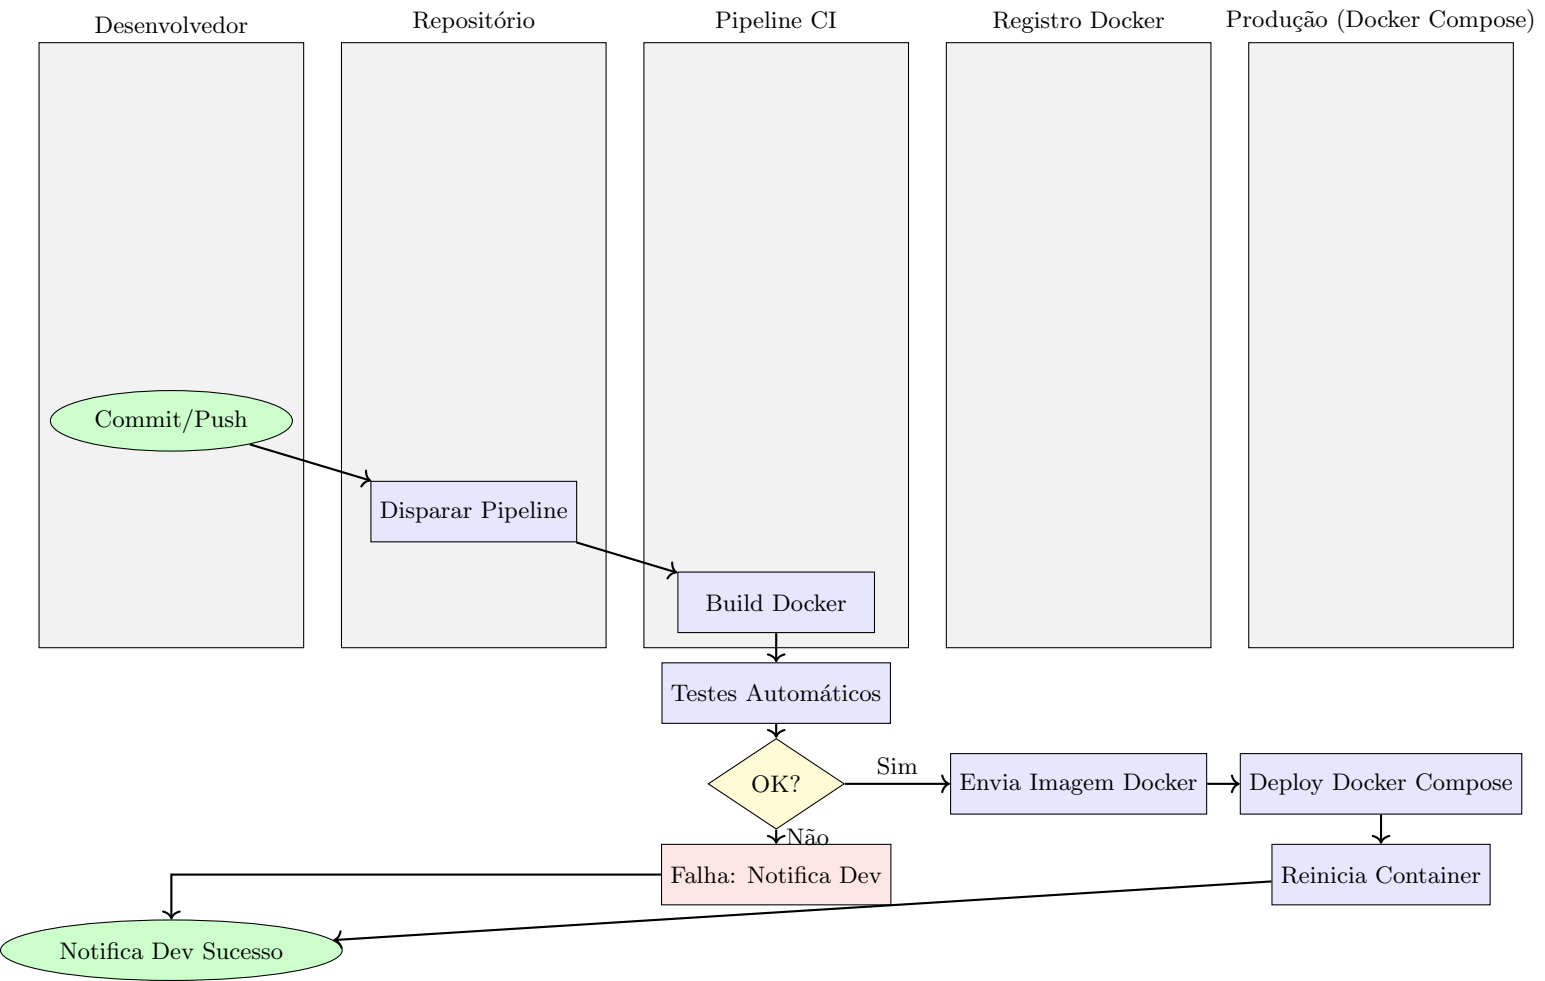 Desenvolvedor
Repositório
Pipeline CI
Registro Docker
Produção (Docker Compose)
Commit/Push
Disparar Pipeline
Build Docker
Testes Automáticos
OK?
Sim
Envia Imagem Docker
Deploy Docker Compose
Não
Falha: Notifica Dev
Reinicia Container
Notifica Dev Sucesso